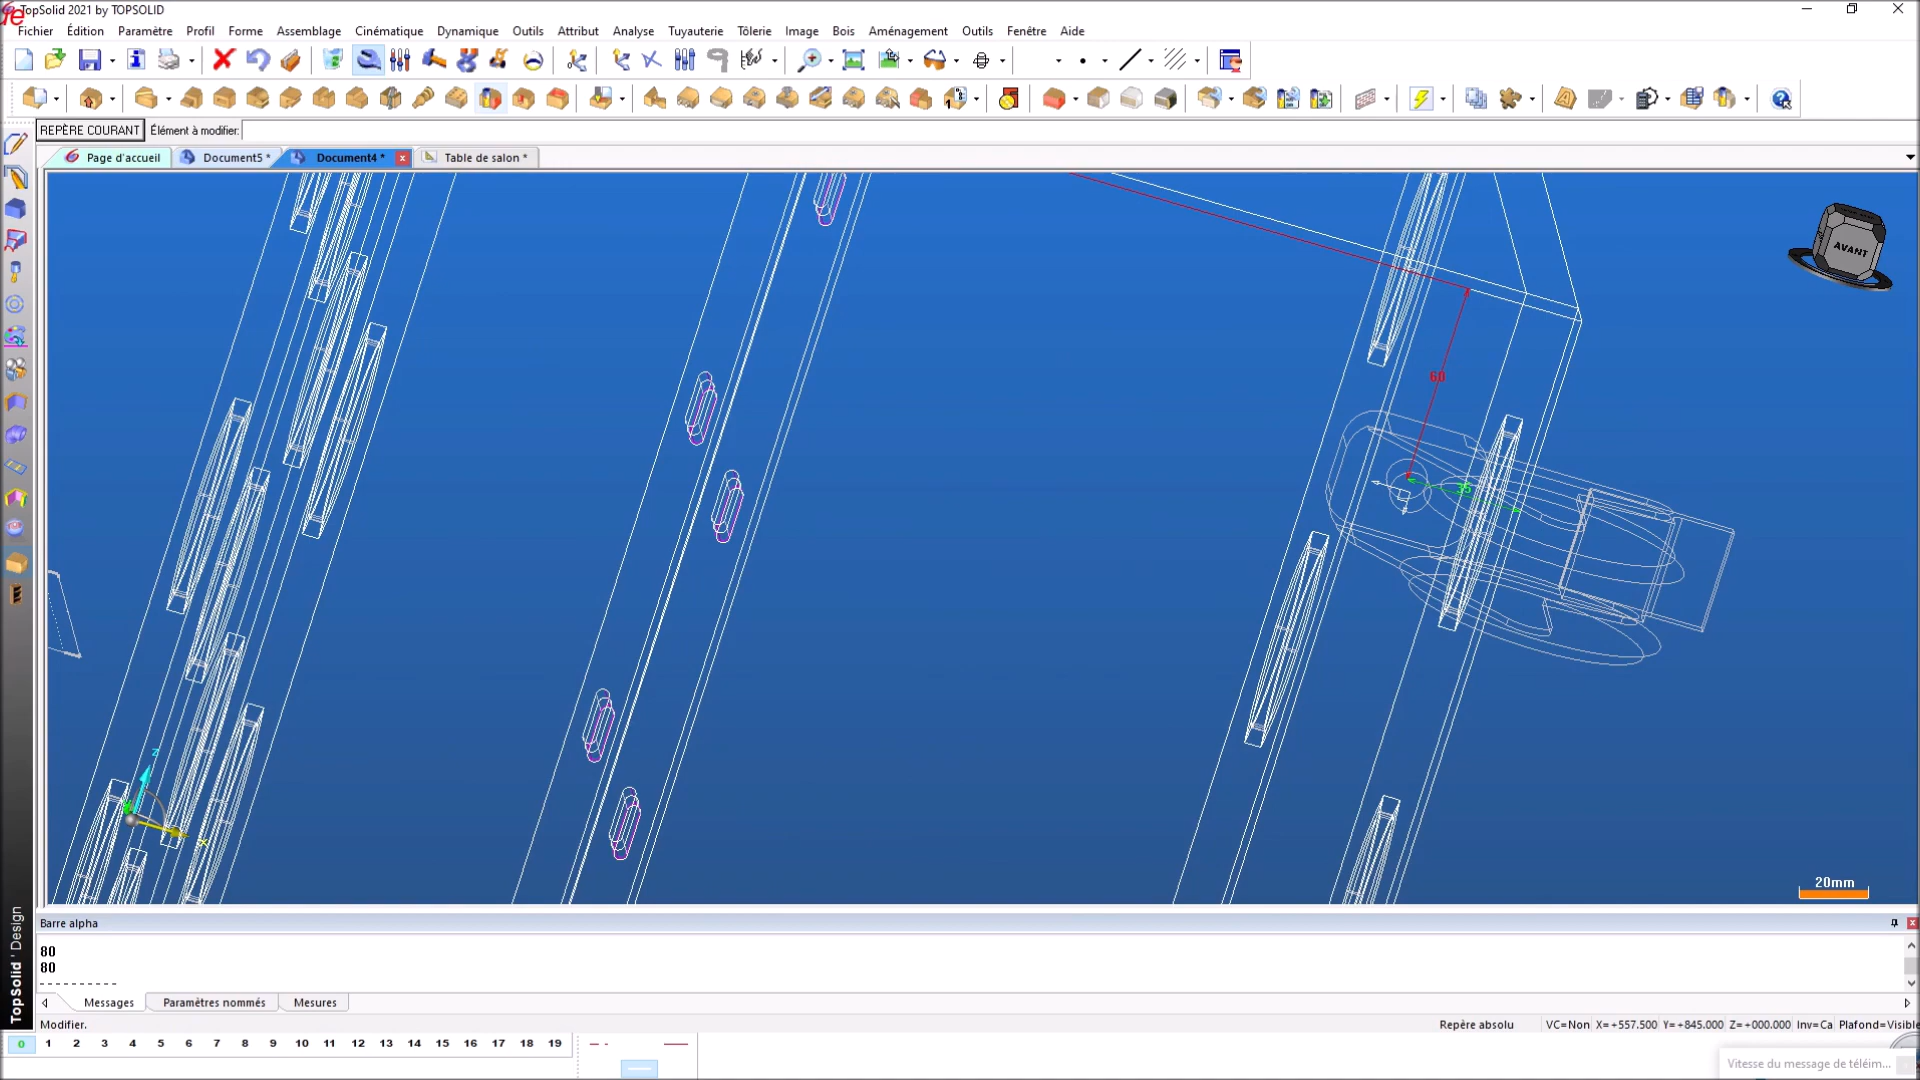 TopSolid 2021 by TOPSOLID
Fichier Édition Paramètre Profil Forme Assemblage Cinématique Dynamique Outils Attribut Analyse Tuyauterie Tôlerie Image Bois Aménagement Outils Fenêtre Aide
REPÈRE COURANT Élément à modifier:
Page d'accueil Document5 * Document4 * Table de salon *
AVANT
60
35
z
x
20mm
Barre alpha
80
80
Messages Paramètres nommés Mesures
TopSolid ' Design
Modifier. Repère absolu VC=Non X=+557.500 Y=+845.000 Z=+000.000 Inv=Ca Plafond=Visible
0 1 2 3 4 5 6 7 8 9 10 11 12 13 14 15 16 17 18 19
Vitesse du message de téléim...